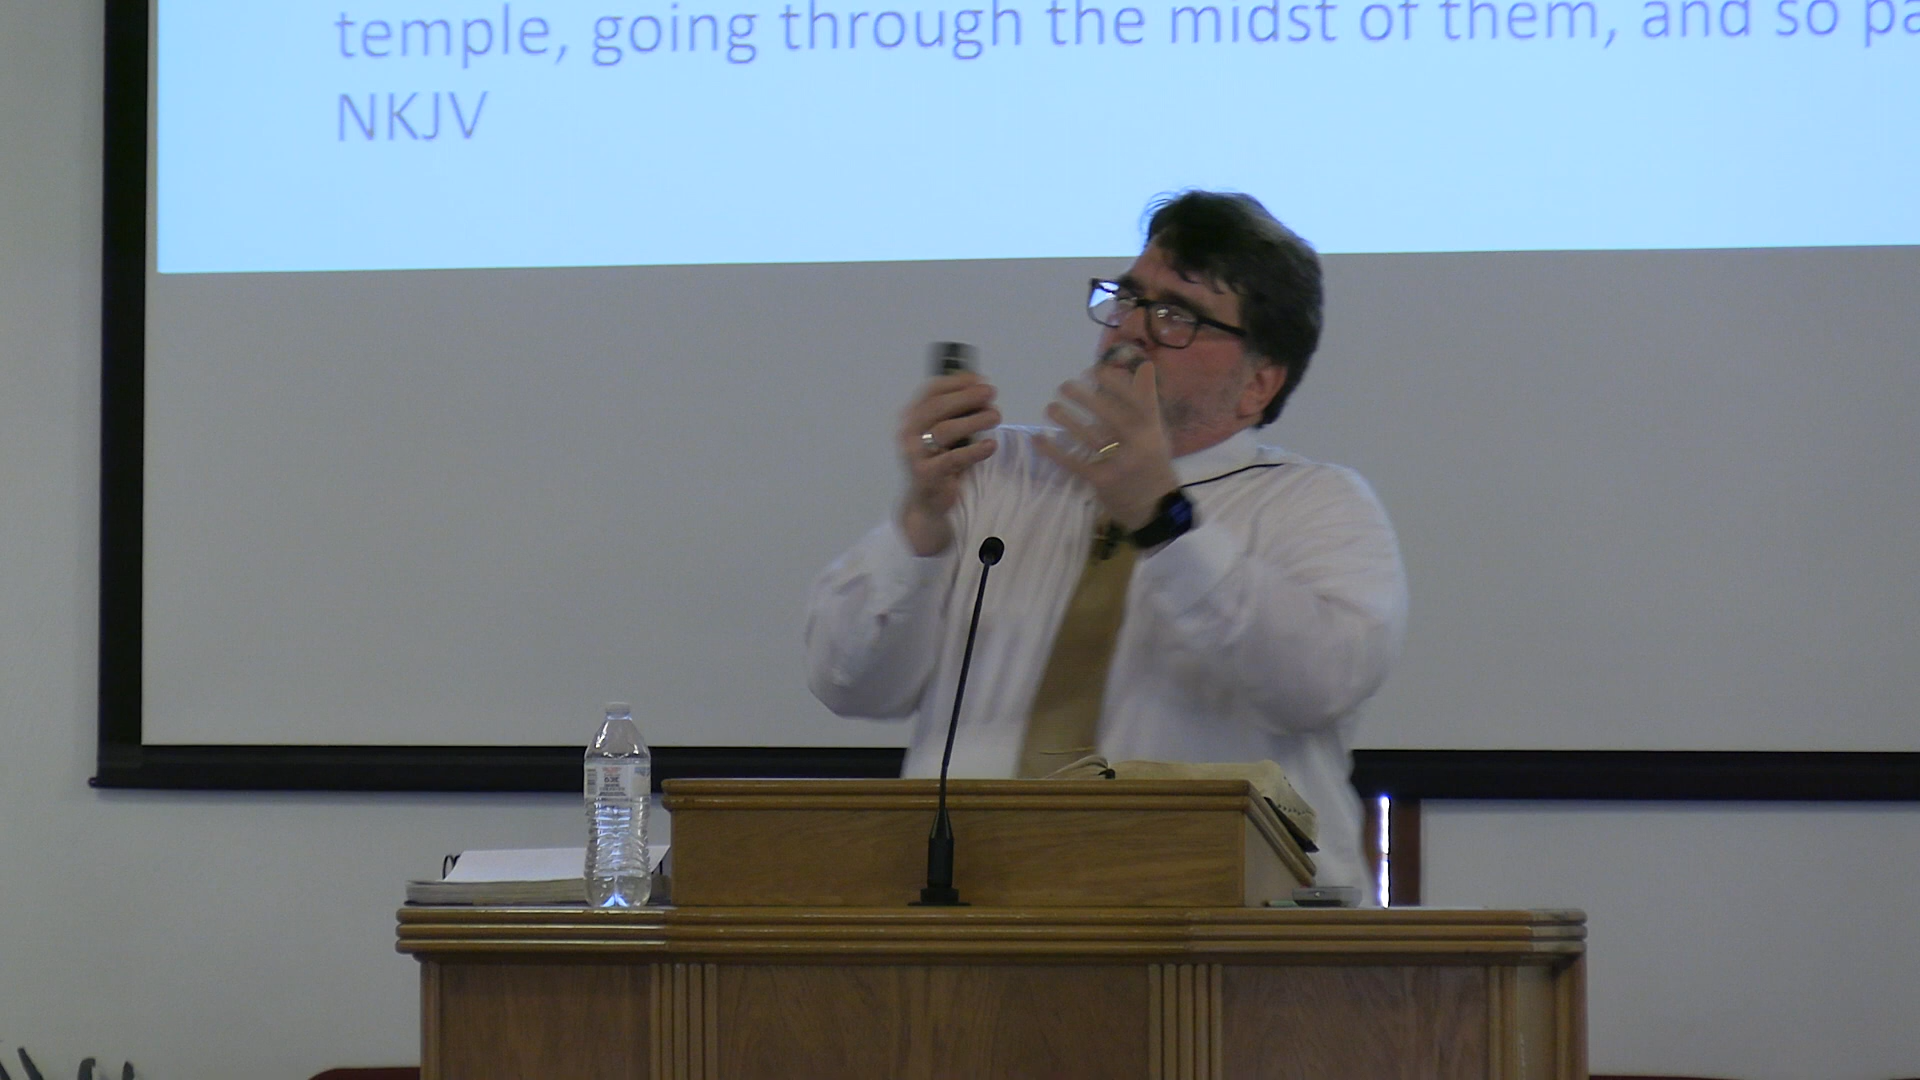 temple, going through the midst of them, and so pa
NKJV